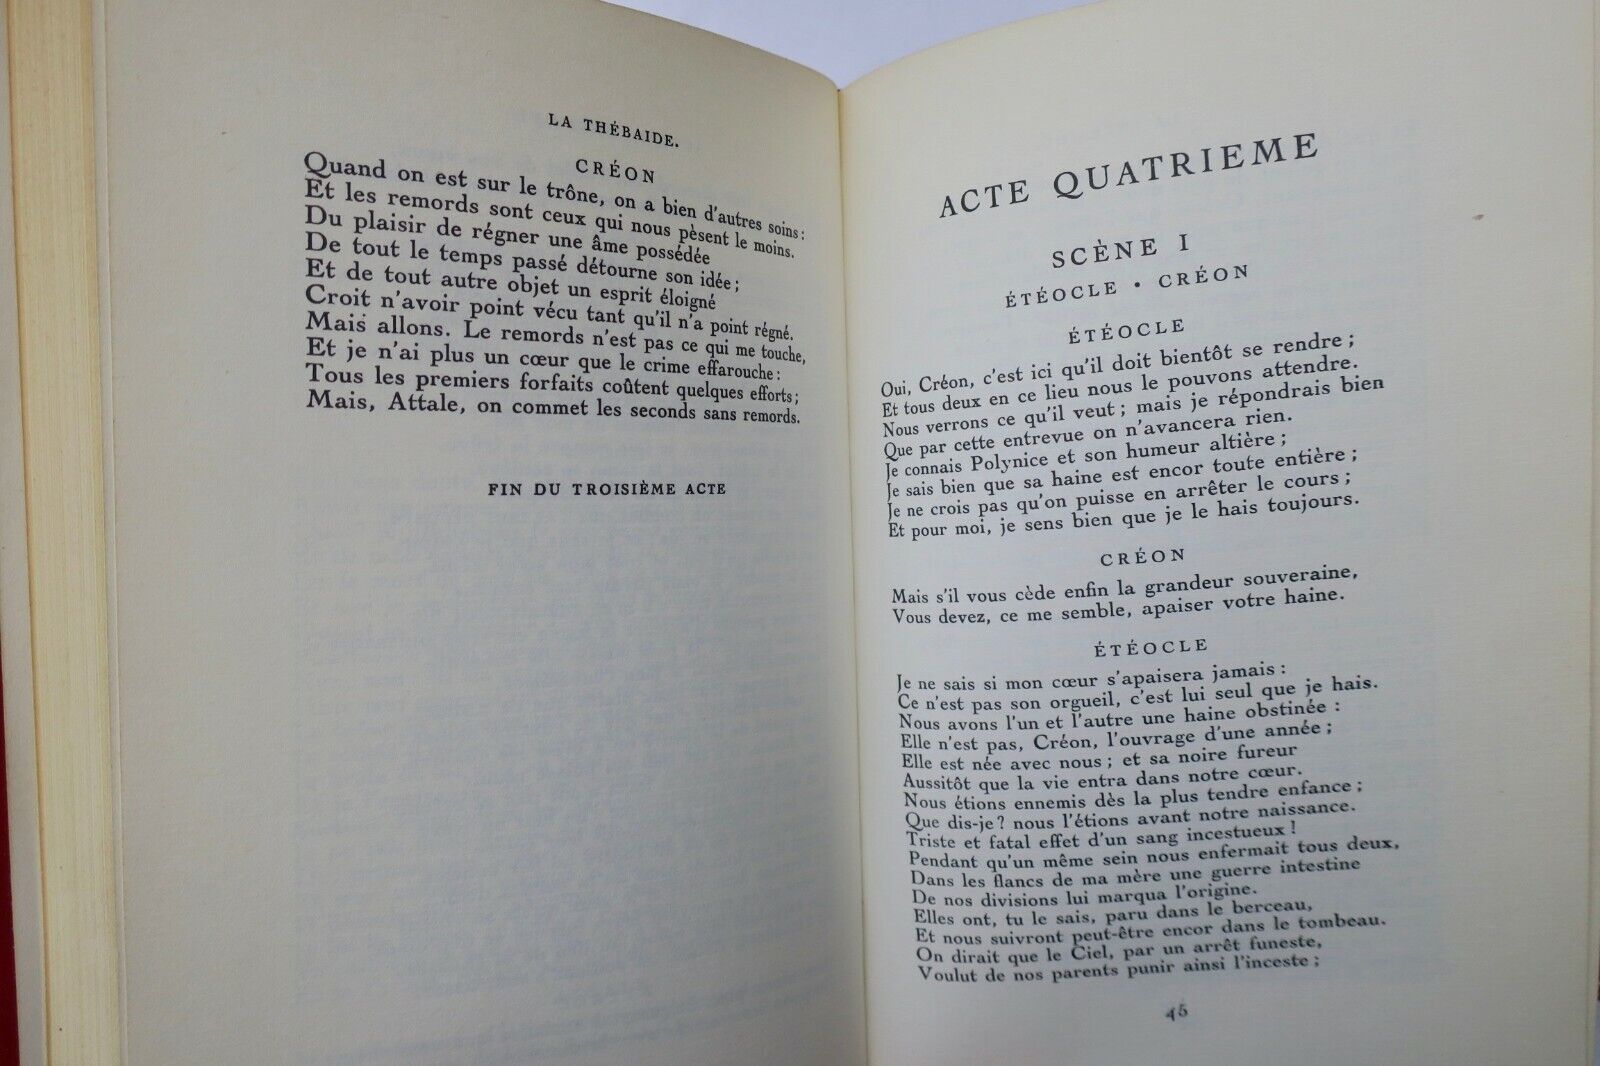 LA THÉBAIDE.
CRÉON
Quand on est sur le trône, on a bien d'autres soins:
Et les remords sont ceux qui nous pèsent le moins.
Du plaisir de régner une âme possédée
De tout le temps passé détourne son idée;
Et de tout autre objet un esprit éloigné
Croit n'avoir point vécu tant qu'il n'a point régné.
Mais allons. Le remords n'est pas ce qui me touche,
Et je n'ai plus un cœur que le crime effarouche:
Tous les premiers forfaits coûtent quelques efforts;
Mais, Attale, on commet les seconds sans remords.
FIN DU TROISIÈME ACTE
ACTE QUATRIEME
SCÈNE I
ÉTÉOCLE • CRÉON
ÉTÉOCLE
Oui, Créon, c'est ici qu'il doit bientôt se rendre;
Et tous deux en ce lieu nous le pouvons attendre.
Nous verrons ce qu'il veut; mais je répondrais bien
Que par cette entrevue on n'avancera rien.
Je connais Polynice et son humeur altière;
Je sais bien que sa haine est encor toute entière;
Je ne crois pas qu'on puisse en arrêter le cours;
Et pour moi, je sens bien que je le hais toujours.
CRÉON
Mais s'il vous cède enfin la grandeur souveraine,
Vous devez, ce me semble, apaiser votre haine.
ÉTÉOCLE
Je ne sais si mon cœur s'apaisera jamais:
Ce n'est pas son orgueil, c'est lui seul que je hais.
Nous avons l'un et l'autre une haine obstinée:
Elle n'est pas, Créon, l'ouvrage d'une année;
Elle est née avec nous; et sa noire fureur
Aussitôt que la vie entra dans notre cœur.
Nous étions ennemis dès la plus tendre enfance;
Que dis-je? nous l'étions avant notre naissance.
Triste et fatal effet d'un sang incestueux!
Pendant qu'un même sein nous enfermait tous deux,
Dans les flancs de ma mère une guerre intestine
De nos divisions lui marqua l'origine.
Elles ont, tu le sais, paru dans le berceau,
Et nous suivront peut-être encor dans le tombeau.
On dirait que le Ciel, par un arrêt funeste,
Voulut de nos parents punir ainsi l'inceste;
45